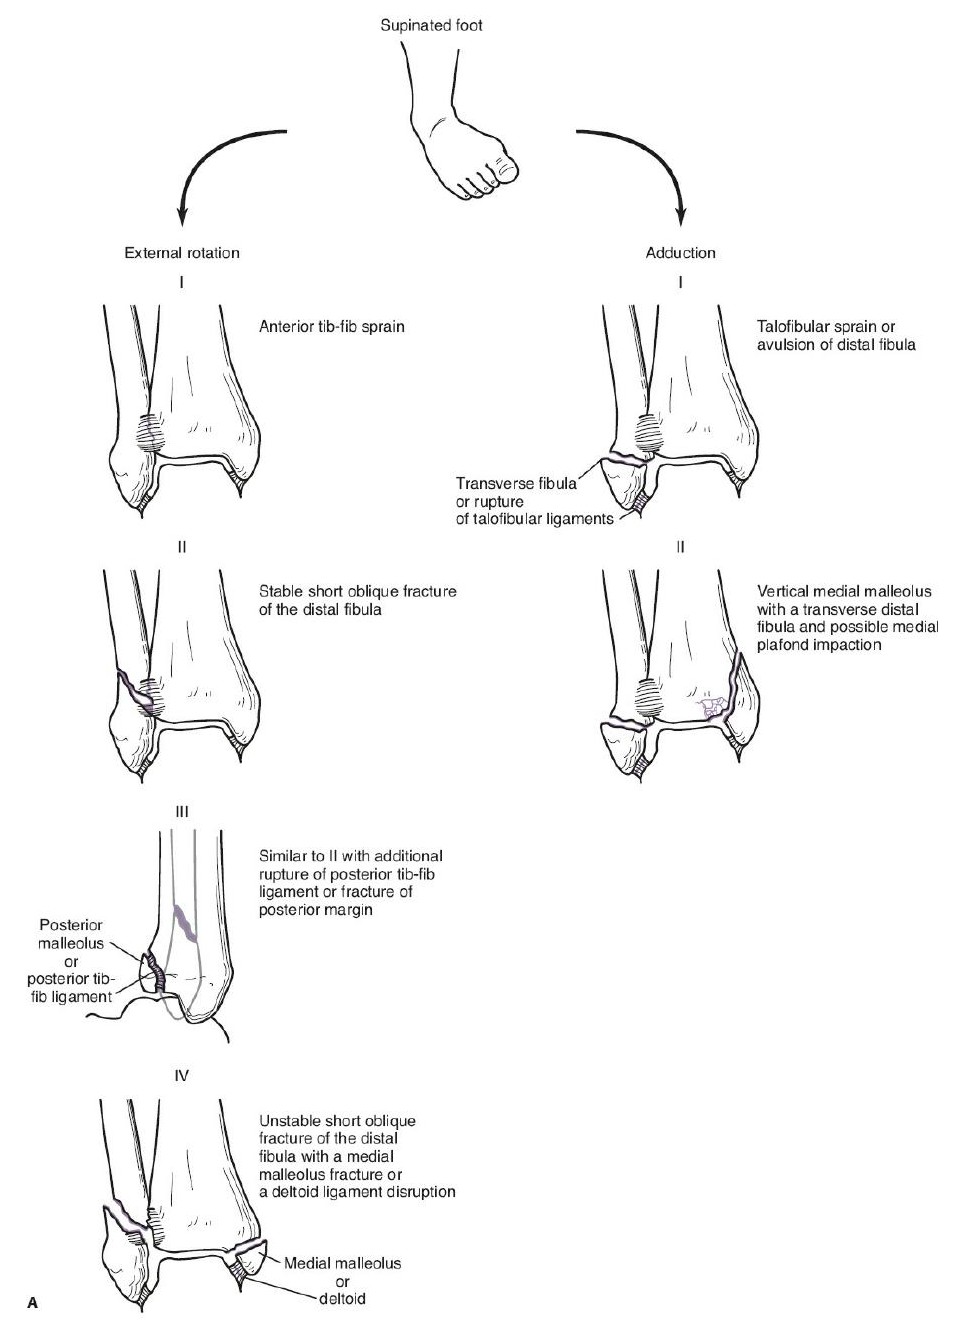 Supinated foot
External rotation
I
Anterior tib-fib sprain
II
Stable short oblique fracture
of the distal fibula
III
Similar to II with additional
rupture of posterior tib-fib
ligament or fracture of
posterior margin
Posterior
malleolus
or
posterior tib-
fib ligament
IV
Unstable short oblique
fracture of the distal
fibula with a medial
malleolus fracture or
a deltoid ligament disruption
Medial malleolus
or
deltoid
Adduction
I
Talofibular sprain or
avulsion of distal fibula
Transverse fibula
or rupture
of talofibular ligaments
II
Vertical medial malleolus
with a transverse distal
fibula and possible medial
plafond impaction
A